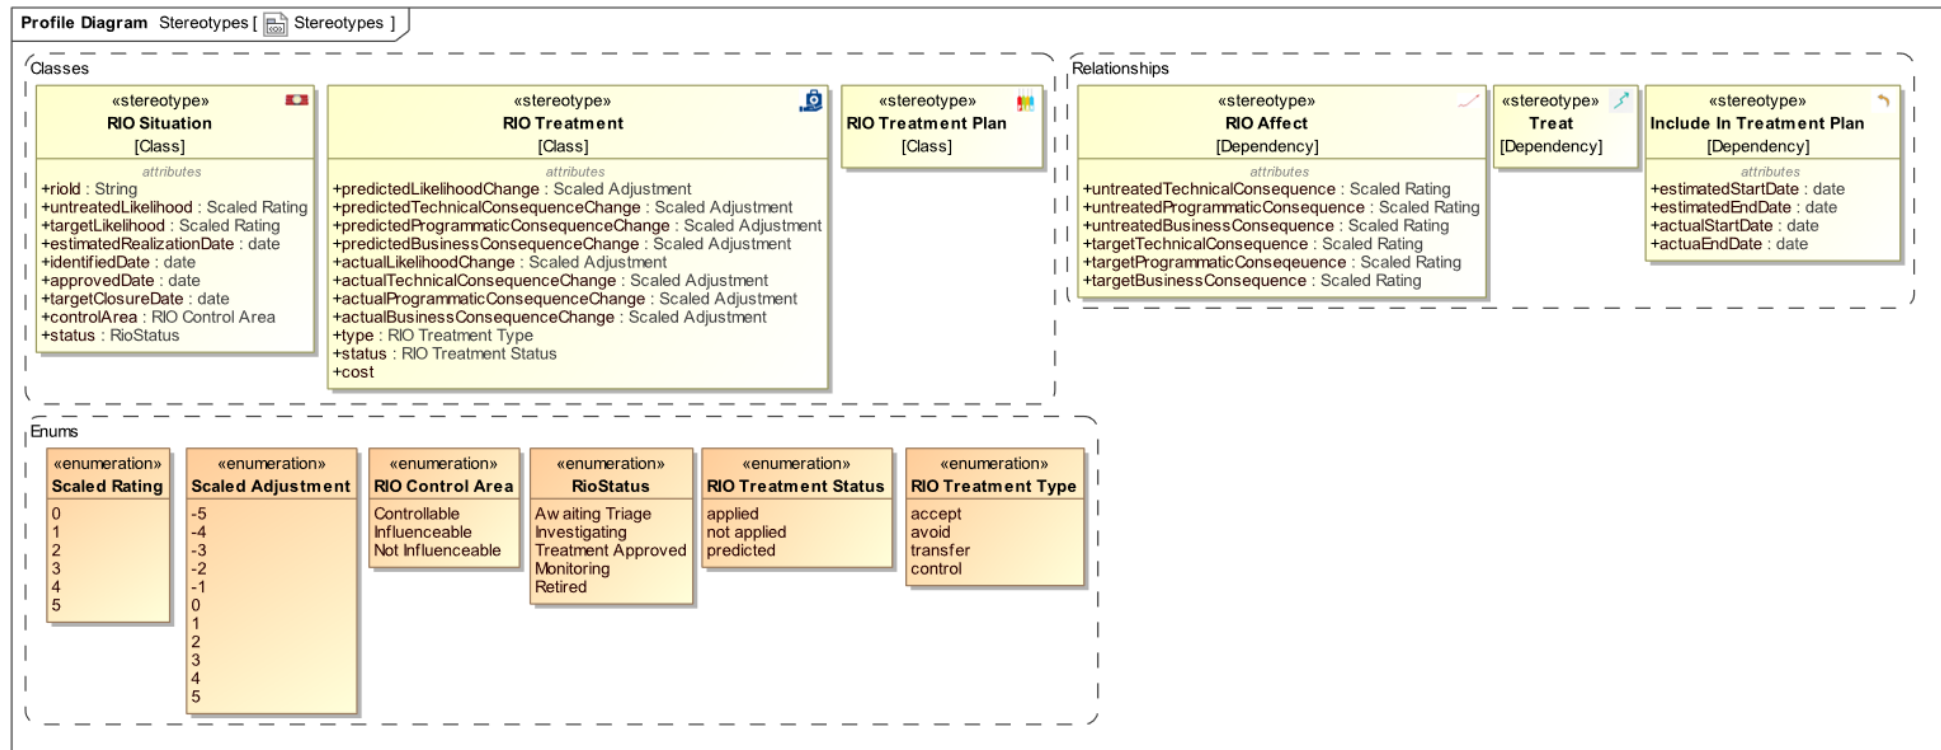 Profile Diagram Stereotypes [ Stereotypes ]
Classes
«stereotype»
RIO Situation
[Class]
attributes
+rioId : String
+untreatedLikelihood : Scaled Rating
+targetLikelihood : Scaled Rating
+estimatedRealizationDate : date
+identifiedDate : date
+approvedDate : date
+targetClosureDate : date
+controlArea : RIO Control Area
+status : RioStatus
«stereotype»
RIO Treatment
[Class]
attributes
+predictedLikelihoodChange : Scaled Adjustment
+predictedTechnicalConsequenceChange : Scaled Adjustment
+predictedProgrammaticConsequenceChange : Scaled Adjustment
+predictedBusinessConsequenceChange : Scaled Adjustment
+actualLikelihoodChange : Scaled Adjustment
+actualTechnicalConsequenceChange : Scaled Adjustment
+actualProgrammaticConsequenceChange : Scaled Adjustment
+actualBusinessConsequenceChange : Scaled Adjustment
+type : RIO Treatment Type
+status : RIO Treatment Status
+cost
«stereotype»
RIO Treatment Plan
[Class]
Relationships
«stereotype»
RIO Affect
[Dependency]
attributes
+untreatedTechnicalConsequence : Scaled Rating
+untreatedProgrammaticConsequence : Scaled Rating
+untreatedBusinessConsequence : Scaled Rating
+targetTechnicalConsequence : Scaled Rating
+targetProgrammaticConseqeuence : Scaled Rating
+targetBusinessConsequence : Scaled Rating
«stereotype»
Treat
[Dependency]
«stereotype»
Include In Treatment Plan
[Dependency]
attributes
+estimatedStartDate : date
+estimatedEndDate : date
+actualStartDate : date
+actuaEndDate : date
Enums
«enumeration»
Scaled Rating
0
1
2
3
4
5
«enumeration»
Scaled Adjustment
-5
-4
-3
-2
-1
0
1
2
3
4
5
«enumeration»
RIO Control Area
Controllable
Influenceable
Not Influenceable
«enumeration»
RioStatus
Awaiting Triage
Investigating
Treatment Approved
Monitoring
Retired
«enumeration»
RIO Treatment Status
applied
not applied
predicted
«enumeration»
RIO Treatment Type
accept
avoid
transfer
control